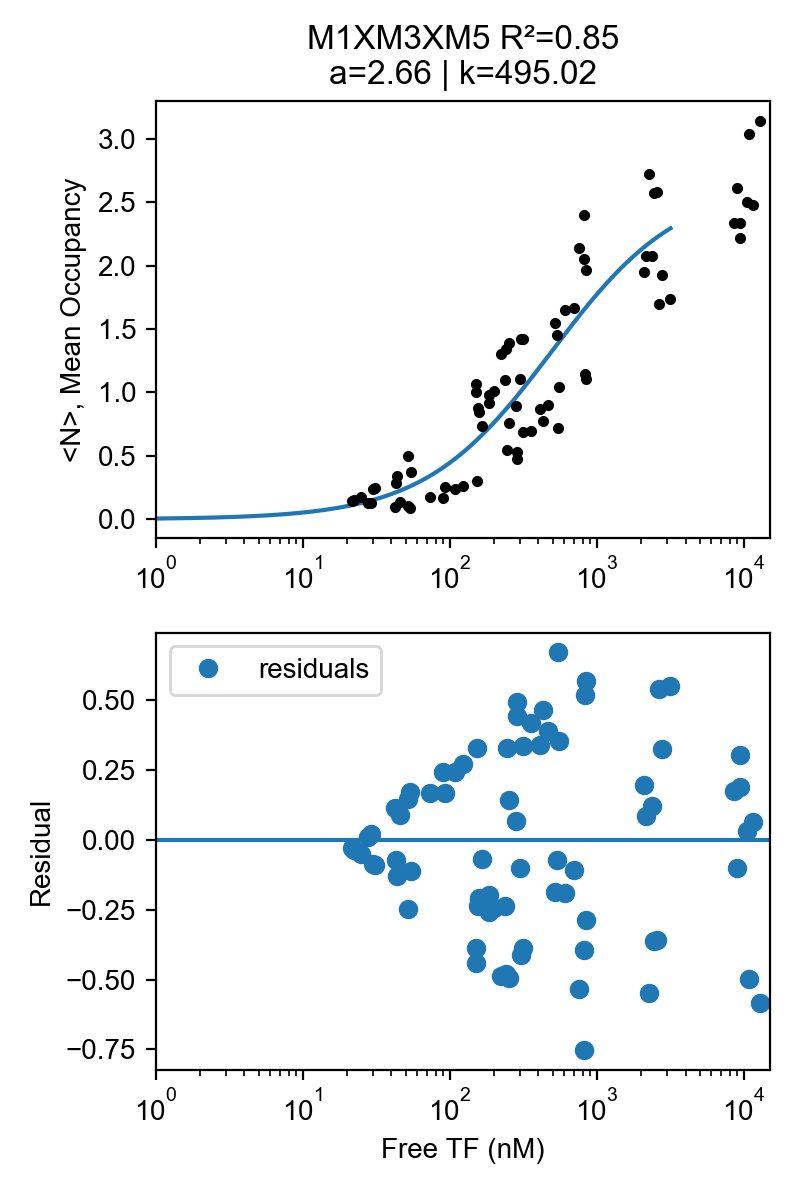 M1XM3XM5 R²=0.85
a=2.66 | k=495.02
<N>, Mean Occupancy
3.0
2.5
2.0
1.5
1.0
0.5
0.0
10⁰ 10¹ 10² 10³ 10⁴
residuals
Residual
0.50
0.25
0.00
−0.25
−0.50
−0.75
10⁰ 10¹ 10² 10³ 10⁴
Free TF (nM)